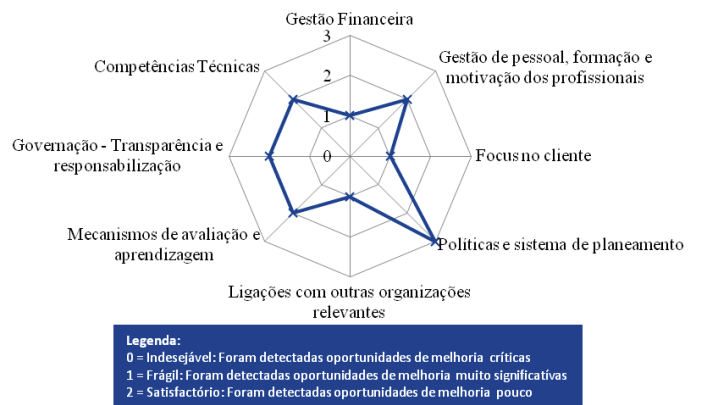 Gestão Financeira
3
Competências Técnicas
Gestão de pessoal, formação e
motivação dos profissionais
2
1
Governação - Transparência e
responsabilização
0
Focus no cliente
Mecanismos de avaliação e
aprendizagem
Políticas e sistema de planeamento
Ligações com outras organizações
relevantes
Legenda:
0 = Indesejável: Foram detectadas oportunidades de melhoria críticas
1 = Frágil: Foram detectadas oportunidades de melhoria muito significatívas
2 = Satisfactório: Foram detectadas oportunidades de melhoria pouco